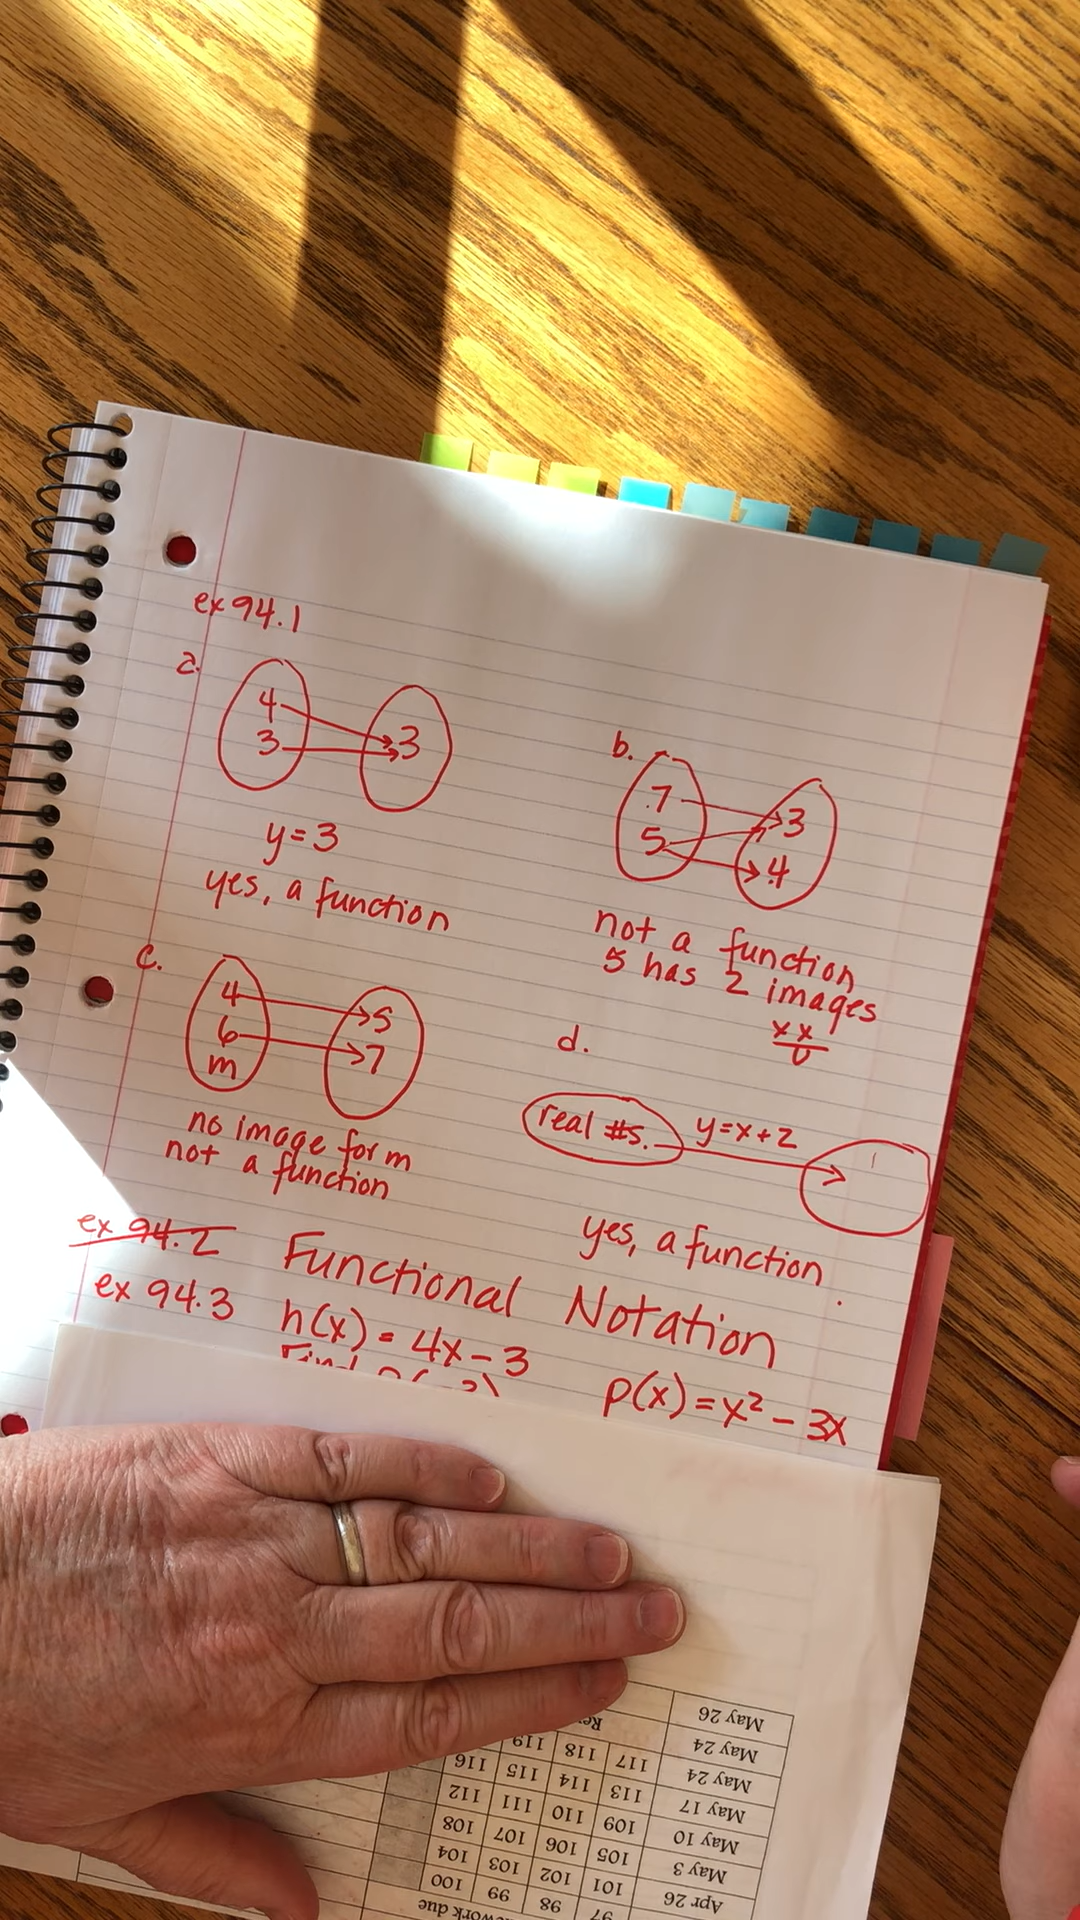 ex 94.1
a.
4
3
3
y=3
yes, a function
b.
7
5
3
4
not a function
5 has 2 images
x x
c.
4
6
m
5
7
no image for m
not a function
d.
real #s.
y=x+2
yes, a function
ex 94.2
Functional Notation
ex 94.3
h(x) = 4x-3
p(x)=x²-3x
May 26
May 24
119
118
117
May 24
116
115
114
113
May 17
112
111
110
109
May 10
108
107
106
105
May 3
104
103
102
101
Apr 26
100
99
98
97
due